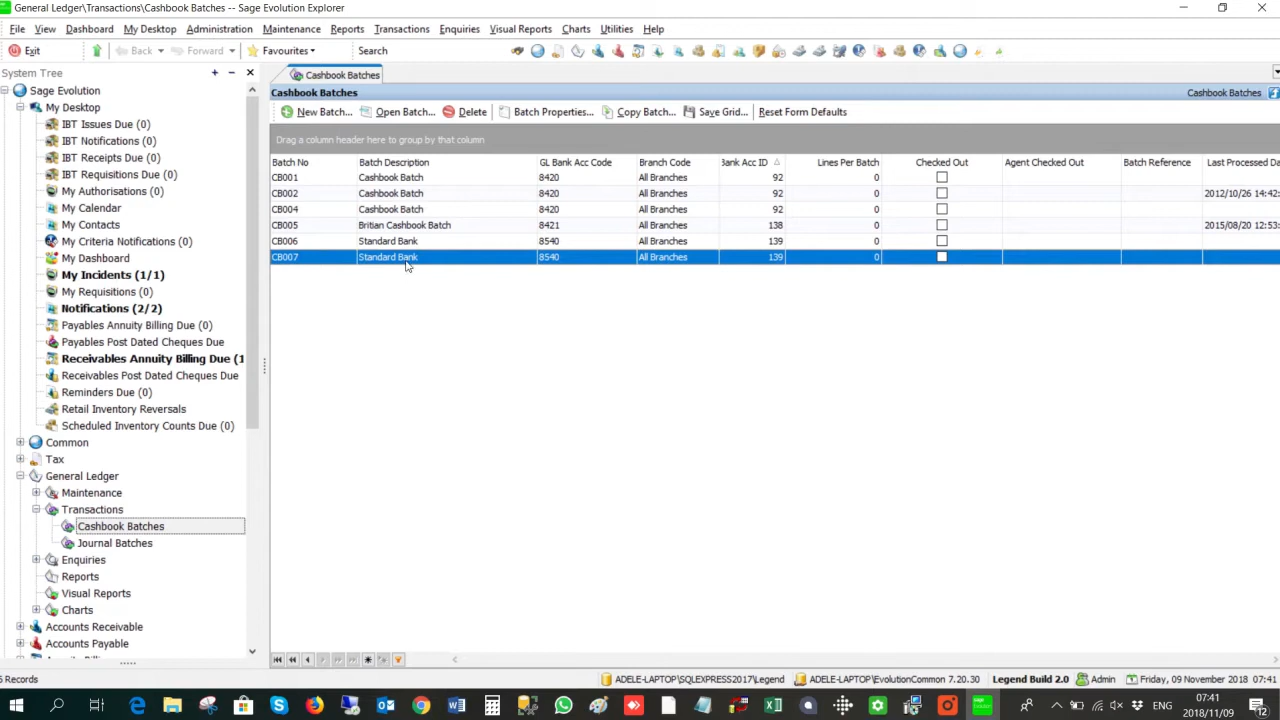 General Ledger\Transactions\Cashbook Batches -- Sage Evolution Explorer
File View Dashboard My Desktop Administration Maintenance Reports Transactions Enquiries Visual Reports Charts Utilities Help
Exit Back Forward Favourites Search
System Tree
Sage Evolution
My Desktop
IBT Issues Due (0)
IBT Notifications (0)
IBT Receipts Due (0)
IBT Requisitions Due (0)
My Authorisations (0)
My Calendar
My Contacts
My Criteria Notifications (0)
My Dashboard
My Incidents (1/1)
My Requisitions (0)
Notifications (2/2)
Payables Annuity Billing Due (0)
Payables Post Dated Cheques Due
Receivables Annuity Billing Due (1
Receivables Post Dated Cheques Due
Reminders Due (0)
Retail Inventory Reversals
Scheduled Inventory Counts Due (0)
Common
Tax
General Ledger
Maintenance
Transactions
Cashbook Batches
Journal Batches
Enquiries
Reports
Visual Reports
Charts
Accounts Receivable
Accounts Payable
Cashbook Batches
Cashbook Batches Cashbook Batches
New Batch... Open Batch... Delete Batch Properties... Copy Batch... Save Grid... Reset Form Defaults
Drag a column header here to group by that column
Batch No Batch Description GL Bank Acc Code Branch Code Bank Acc ID Lines Per Batch Checked Out Agent Checked Out Batch Reference Last Processed Da
CB001 Cashbook Batch 8420 All Branches 92 0
CB002 Cashbook Batch 8420 All Branches 92 0 2012/10/26 14:42:
CB004 Cashbook Batch 8420 All Branches 92 0
CB005 Britian Cashbook Batch 8421 All Branches 138 0 2015/08/20 12:53:
CB006 Standard Bank 8540 All Branches 139 0
CB007 Standard Bank 8540 All Branches 139 0
Records ADELE-LAPTOP\SQLEXPRESS2017\Legend ADELE-LAPTOP\EvolutionCommon 7.20.30 Legend Build 2.0 Admin Friday, 09 November 2018 07:41
ENG 07:41
2018/11/09
12